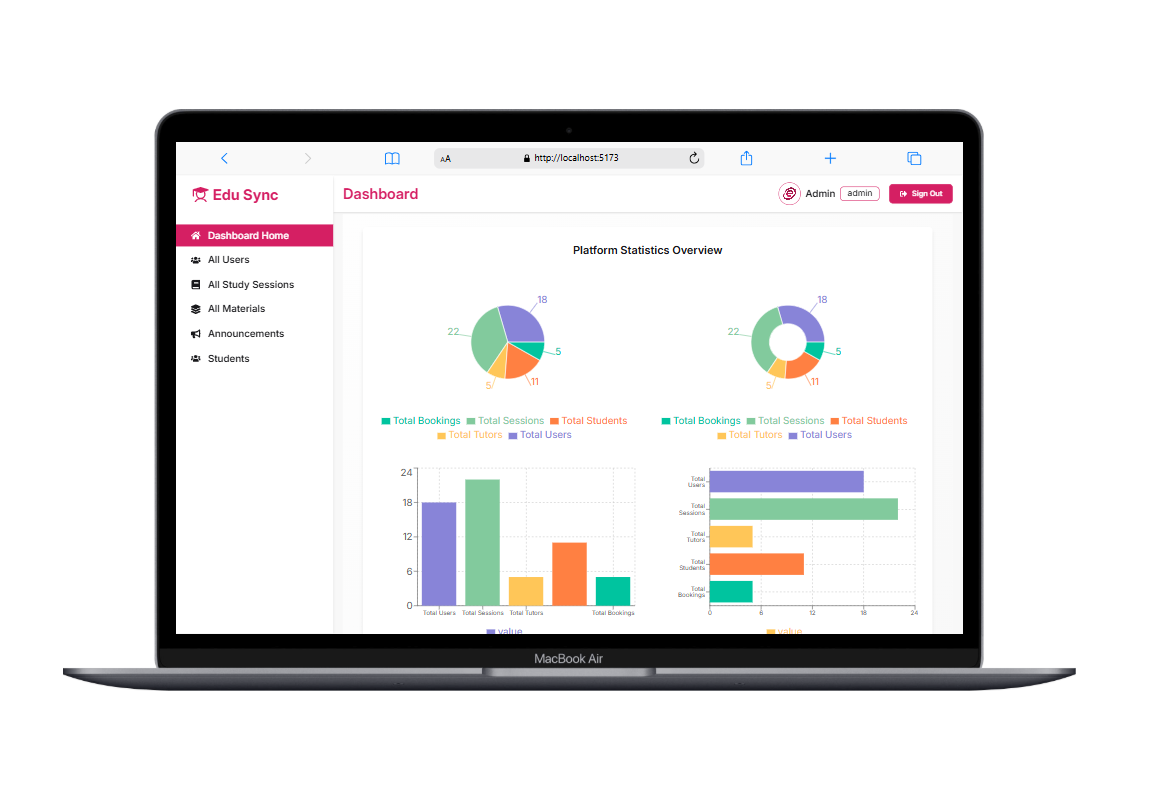 AA http://localhost:5173
Edu Sync
Dashboard
Admin admin Sign Out
Dashboard Home
All Users
All Study Sessions
All Materials
Announcements
Students
Platform Statistics Overview
18
22
5
5
11
Total Bookings Total Sessions Total Students
Total Tutors Total Users
18
22
5
5
11
Total Bookings Total Sessions Total Students
Total Tutors Total Users
24
18
12
6
0
Total Users Total Sessions Total Tutors Total Bookings
value
Total
Users
Total
Sessions
Total
Tutors
Total
Students
Total
Bookings
0 6 12 18 24
value
MacBook Air